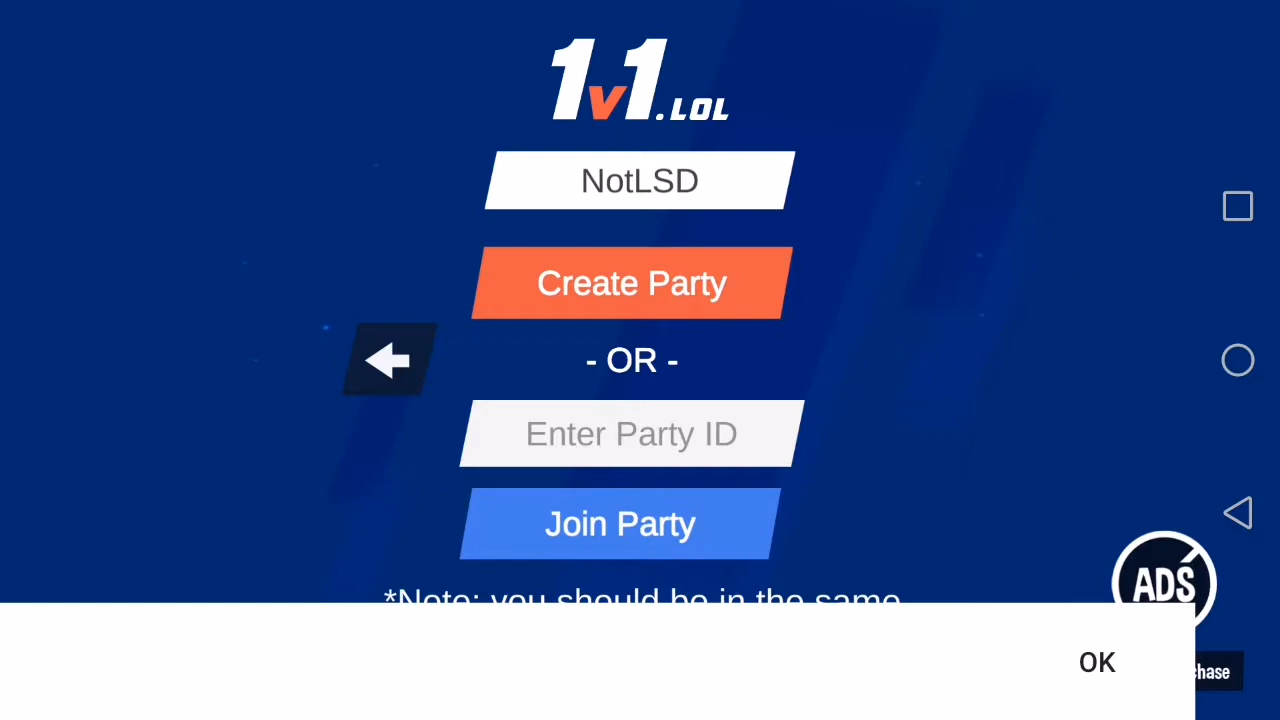 1v1.LOL
NotLSD
Create Party
- OR -
Enter Party ID
Join Party
*Note: you should be in the same
ADS
OK